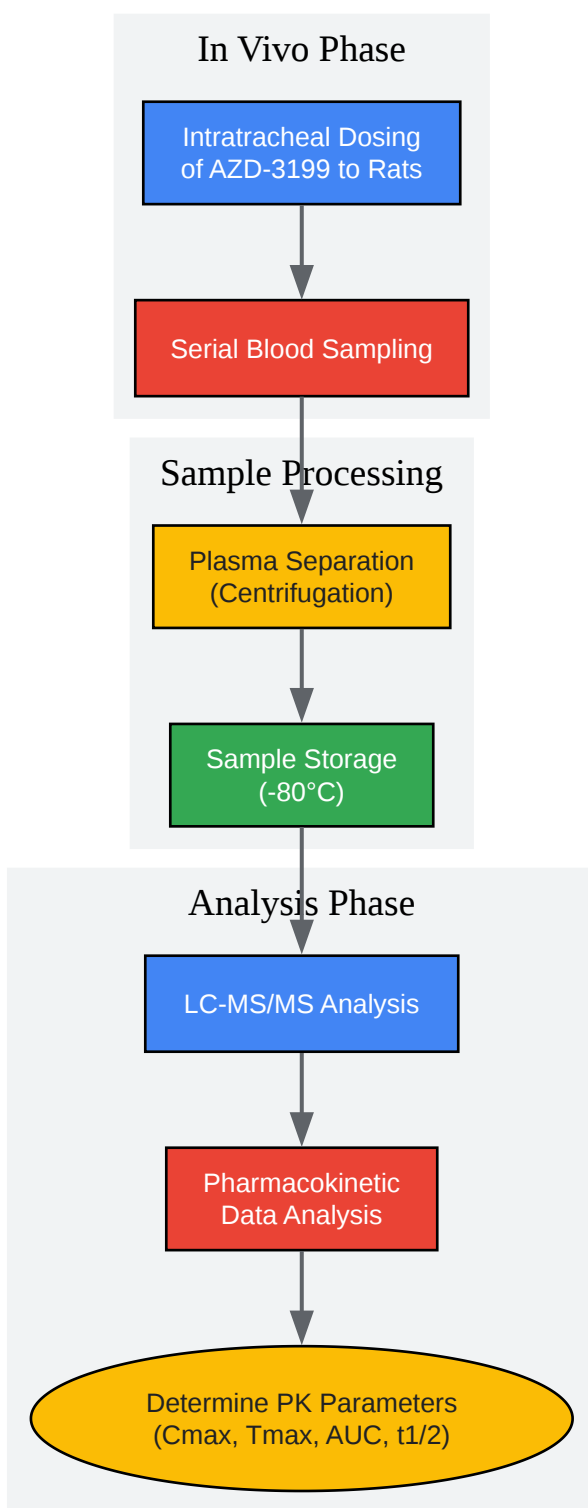 In Vivo Phase
Intratracheal Dosing
of AZD-3199 to Rats
Serial Blood Sampling
Sample Processing
Plasma Separation
(Centrifugation)
Sample Storage
(-80°C)
Analysis Phase
LC-MS/MS Analysis
Pharmacokinetic
Data Analysis
Determine PK Parameters
(Cmax, Tmax, AUC, t1/2)